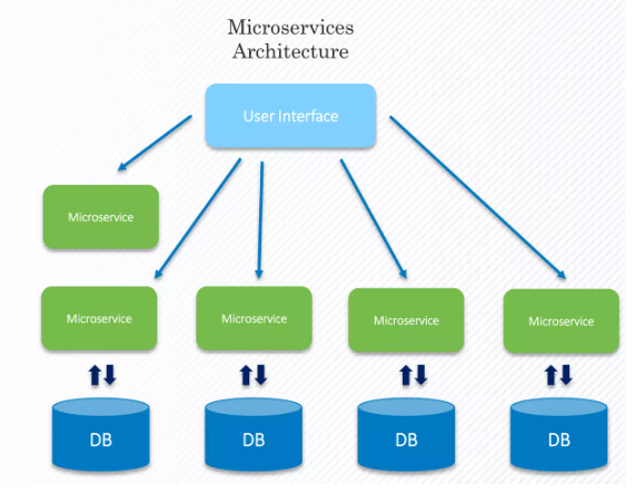 Microservices
Architecture
User Interface
Microservice
Microservice
Microservice
Microservice
Microservice
DB
DB
DB
DB